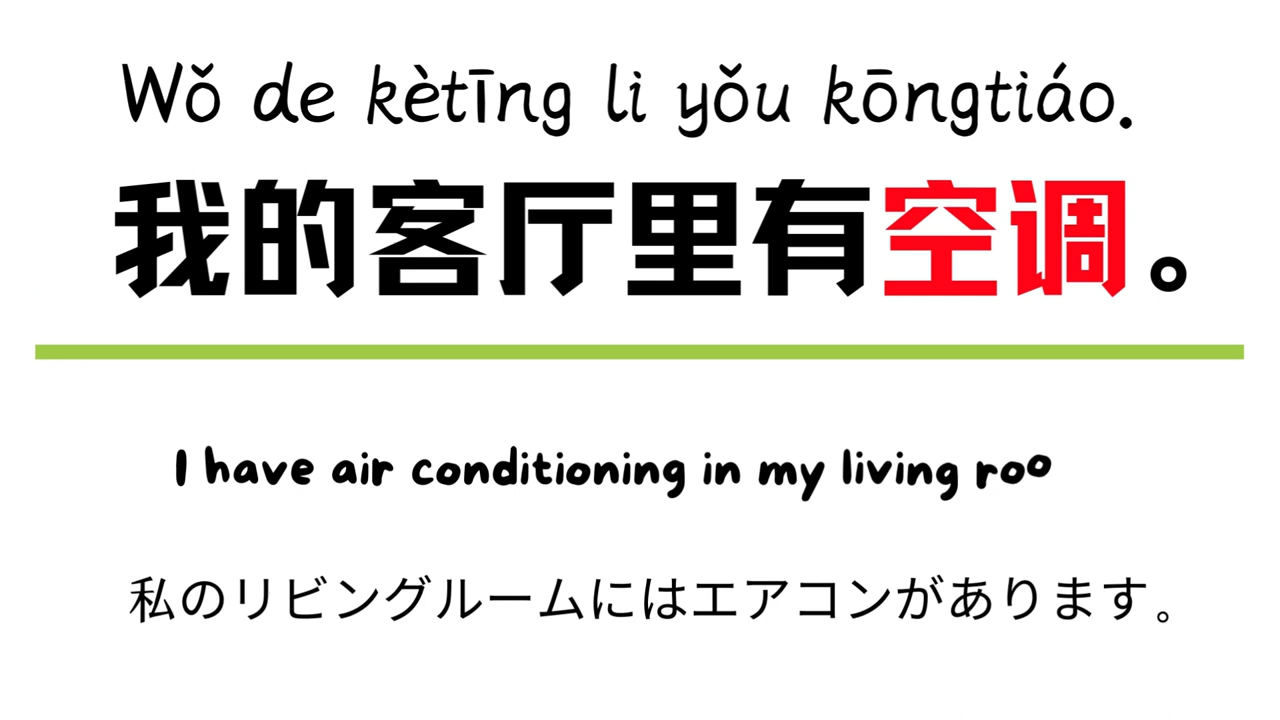 Wǒ de kètīng li yǒu kōngtiáo.
我的客厅里有空调。
I have air conditioning in my living roo
私のリビングルームにはエアコンがあります。